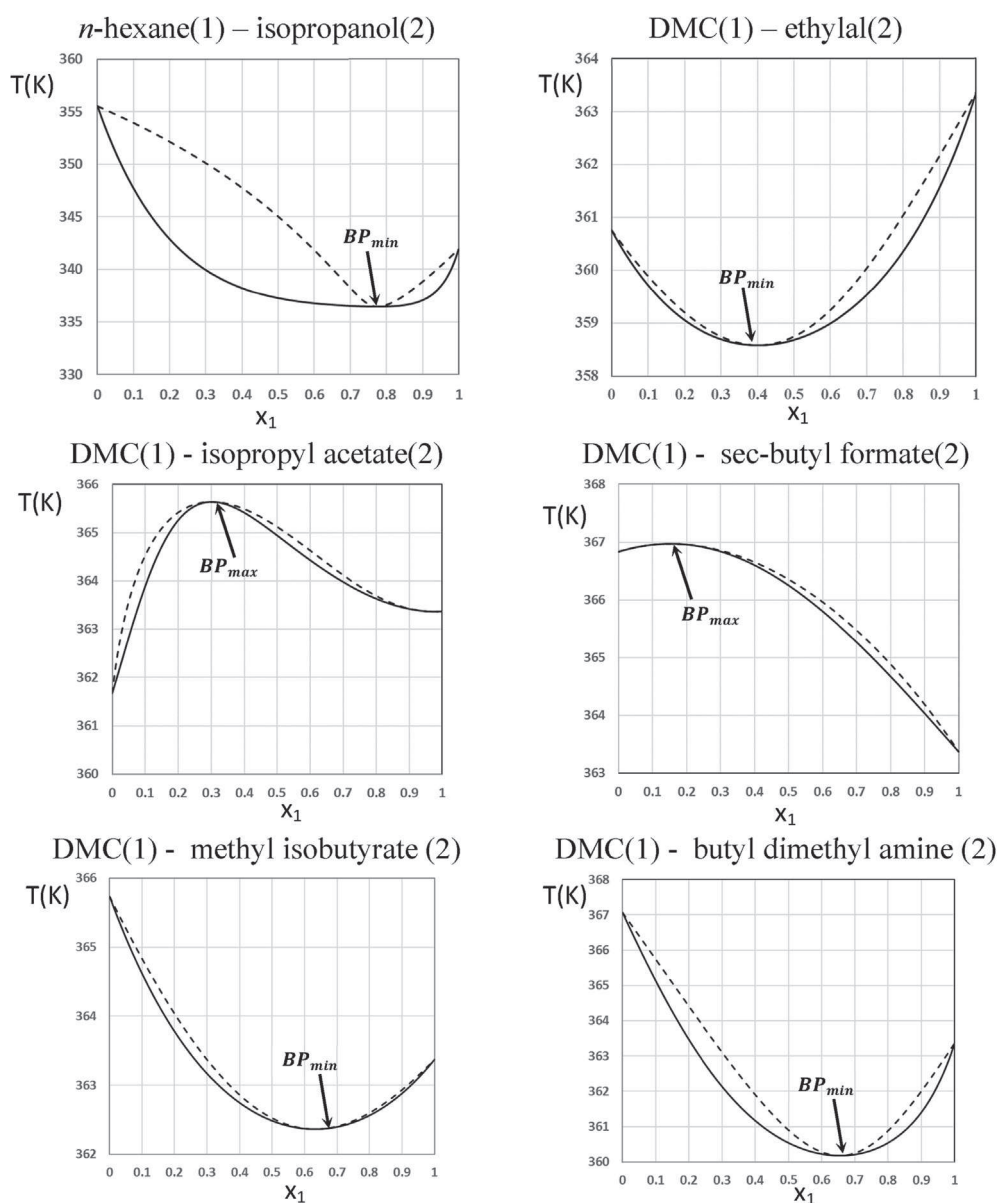 n-hexane(1) – isopropanol(2)
T(K)
360
355
350
345
340
335
330
BPmin
0 0.1 0.2 0.3 0.4 0.5 0.6 0.7 0.8 0.9 1
x1
DMC(1) – ethylal(2)
T(K)
364
363
362
361
360
359
358
BPmin
0 0.1 0.2 0.3 0.4 0.5 0.6 0.7 0.8 0.9 1
x1
DMC(1) - isopropyl acetate(2)
T(K)
366
365
364
363
362
361
360
BPmax
0 0.1 0.2 0.3 0.4 0.5 0.6 0.7 0.8 0.9 1
x1
DMC(1) - sec-butyl formate(2)
T(K)
368
367
366
365
364
363
BPmax
0 0.1 0.2 0.3 0.4 0.5 0.6 0.7 0.8 0.9 1
x1
DMC(1) - methyl isobutyrate (2)
T(K)
366
365
364
363
362
BPmin
0 0.1 0.2 0.3 0.4 0.5 0.6 0.7 0.8 0.9 1
x1
DMC(1) - butyl dimethyl amine (2)
T(K)
368
367
366
365
364
363
362
361
360
BPmin
0 0.1 0.2 0.3 0.4 0.5 0.6 0.7 0.8 0.9 1
x1